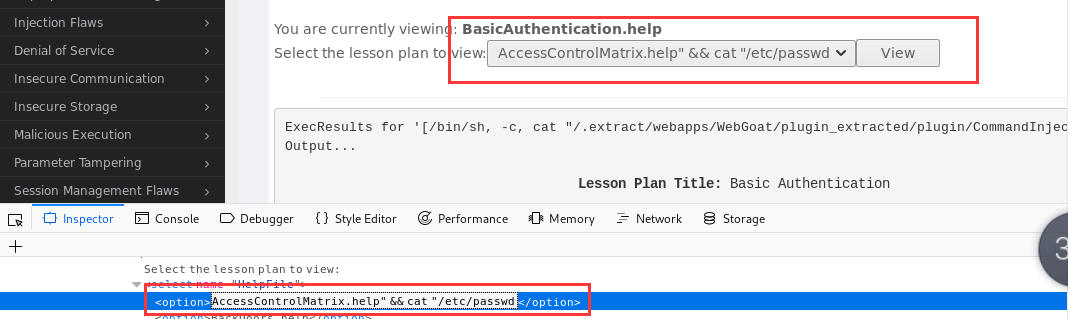 Injection Flaws
Denial of Service
Insecure Communication
Insecure Storage
Malicious Execution
Parameter Tampering
Session Management Flaws
You are currently viewing: BasicAuthentication.help
Select the lesson plan to view: AccessControlMatrix.help" && cat "/etc/passwd View
ExecResults for '[/bin/sh, -c, cat "/.extract/webapps/WebGoat/plugin_extracted/plugin/CommandInjec
Output...
Lesson Plan Title: Basic Authentication
Inspector Console Debugger {} Style Editor Performance Memory Network Storage
+
3
Select the lesson plan to view:
<select name="HelpFile">
<option>AccessControlMatrix.help" && cat "/etc/passwd</option>
<option>BackDoors.help</option>